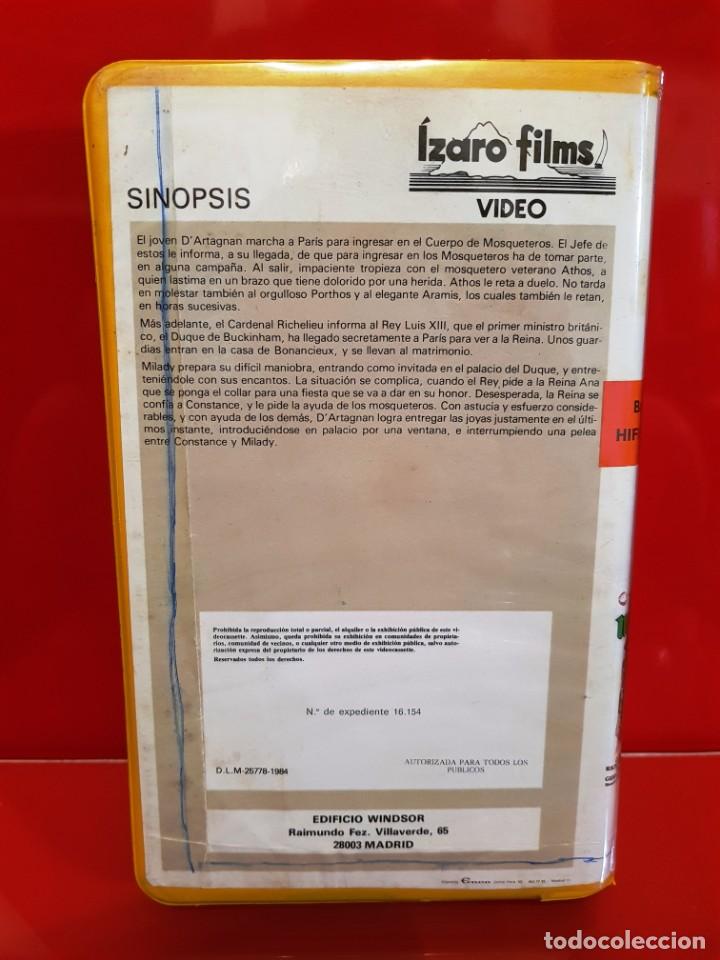 Ízaro films
VIDEO
SINOPSIS
El joven D'Artagnan marcha a París para ingresar en el Cuerpo de Mosqueteros. El Jefe de
estos le informa, a su llegada, de que para ingresar en los Mosqueteros ha de tomar parte,
en alguna campaña. Al salir, impaciente tropieza con el mosquetero veterano Athos, a
quien lastima en un brazo que tiene dolorido por una herida. Athos le reta a duelo. No tarda
en molestar también al orgulloso Porthos y al elegante Aramis, los cuales también le retan,
en horas sucesivas.
Más adelante, el Cardenal Richelieu informa al Rey Luis XIII, que el primer ministro británi-
co, el Duque de Buckinham, ha llegado secretamente a París para ver a la Reina. Unos guar-
dias entran en la casa de Bonancieux, y se llevan al matrimonio.
Milady prepara su difícil maniobra, entrando como invitada en el palacio del Duque, y entre-
teniéndole con sus encantos. La situación se complica, cuando el Rey pide a la Reina Ana
que se ponga el collar para una fiesta que se va a dar en su honor. Desesperada, la Reina se
confía a Constance, y le pide la ayuda de los mosqueteros. Con astucia y esfuerzo conside-
rables, y con ayuda de los demás, D'Artagnan logra entregar las joyas justamente en el últi-
mos instante, introduciéndose en palacio por una ventana, e interrumpiendo una pelea
entre Constance y Milady.
HIF
Prohibida la reproducción total o parcial, el alquiler o la exhibición pública de este vi-
deocassette. Asimismo, queda prohibida su exhibición en comunidades de propieta-
rios, comunidad de vecinos, o cualquier otro medio de exhibición pública, salvo auto-
rización expresa del propietario de los derechos de este videocassette.
Reservados todos los derechos.
N.º de expediente 16.154
D.L.M-25778-1984
AUTORIZADA PARA TODOS LOS
PUBLICOS
EDIFICIO WINDSOR
Raimundo Fez. Villaverde, 65
28003 MADRID
todocoleccion
todocoleccion.net